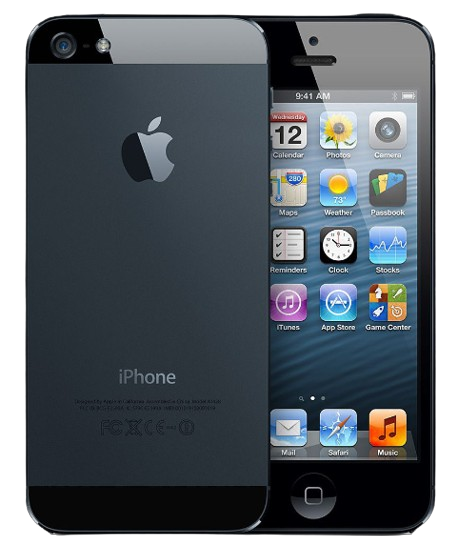 iPhone
9:41 AM
Wednesday
12
280
73°
Calendar
Photos
Camera
Maps
Weather
Passbook
Reminders
Clock
Stocks
iTunes
App Store
Game Center
Mail
Safari
Music